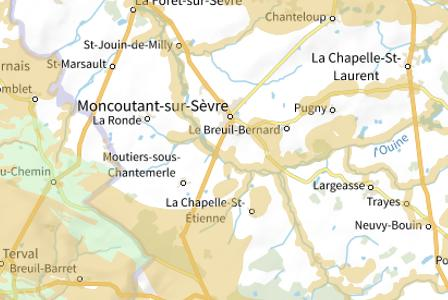 La Forêt-sur-Sèvre
Chanteloup
St-Jouin-de-Milly
La Chapelle-St-
Laurent
St-Marsault
Moncoutant-sur-Sèvre
Pugny
La Ronde
Le Breuil-Bernard
l'Ouine
Moutiers-sous-
Chantemerle
Largeasse
La Chapelle-St-
Étienne
Trayes
Neuvy-Bouin
Terval
Breuil-Barret